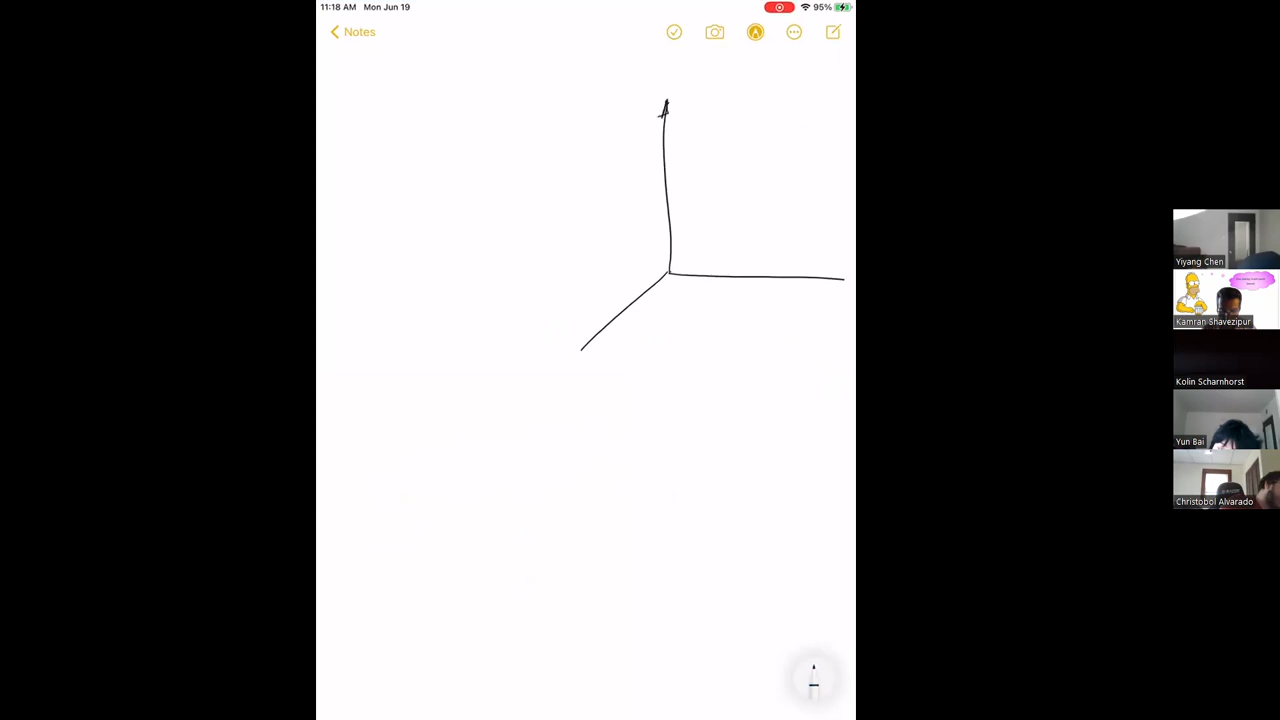 11:18 AM Mon Jun 19
95%
Notes
Yiyang Chen
Kamran Shavezipur
Kolin Scharnhorst
Yun Bai
Christobol Alvarado